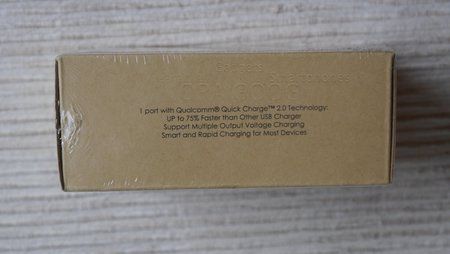 Smartphones
1 port with Qualcomm® Quick Charge™ 2.0 Technology:
UP to 75% Faster than Other USB Charger
Support Multiple Output Voltage Charging
Smart and Rapid Charging for Most Devices